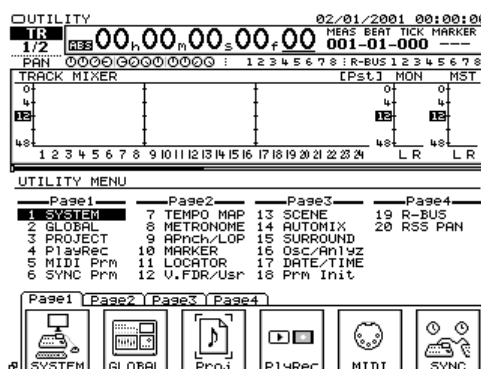 UTILITY 02/01/2001 00:00:00
TR 1/2 ABS 00h00m00s00f00 MEAS BEAT TICK MARKER
001-01-000 ---
PAN 1 2 3 4 5 6 7 8 R-BUS 1 2 3 4 5 6 7 8
TRACK MIXER [Pst] MON MST
0 0 0
4 4 4
12 12 12
48 48 48
1 2 3 4 5 6 7 8 9 10 11 12 13 14 15 16 17 18 19 20 21 22 23 24 L R L R
UTILITY MENU
Page1 Page2 Page3 Page4
1 SYSTEM 7 TEMPO MAP 13 SCENE 19 R-BUS
2 GLOBAL 8 METRONOME 14 AUTOMIX 20 RSS PAN
3 PROJECT 9 APnch/LOP 15 SURROUND
4 PlayRec 10 MARKER 16 Osc/Anlyz
5 MIDI Prm 11 LOCATOR 17 DATE/TIME
6 SYNC Prm 12 V.FDR/Usr 18 Prm Init
Page1 Page2 Page3 Page4
SYSTEM GLOBAL Proj PlyRec MIDI SYNC